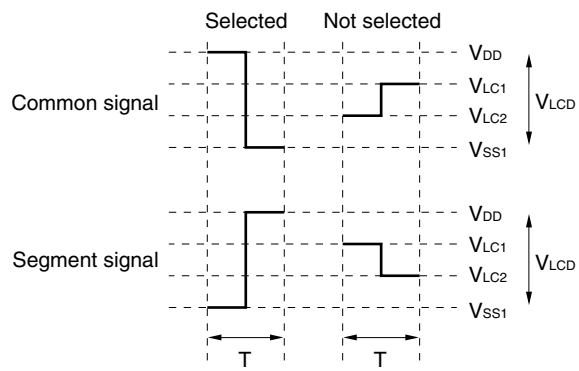 Selected Not selected
VDD
VLC1
Common signal
VLCD
VLC2
VSS1
VDD
VLC1
Segment signal
VLCD
VLC2
VSS1
T T